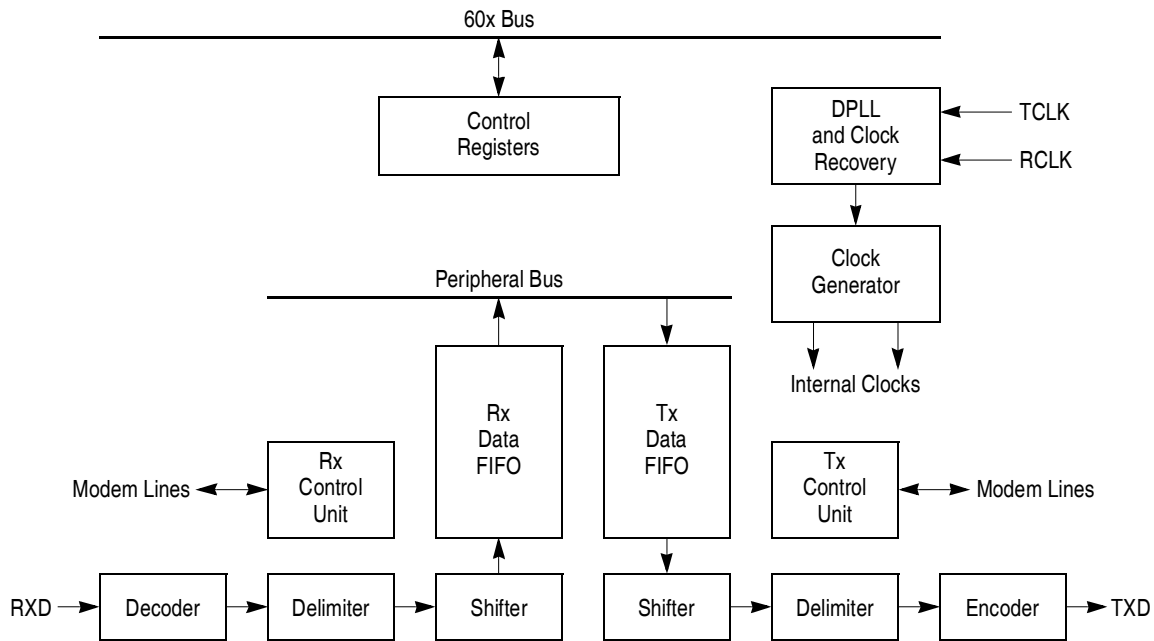 60x Bus
Control
Registers
DPLL
and Clock
Recovery
TCLK
RCLK
Clock
Generator
Internal Clocks
Peripheral Bus
Rx
Data
FIFO
Tx
Data
FIFO
Modem Lines
Rx
Control
Unit
Tx
Control
Unit
Modem Lines
RXD
Decoder
Delimiter
Shifter
Shifter
Delimiter
Encoder
TXD